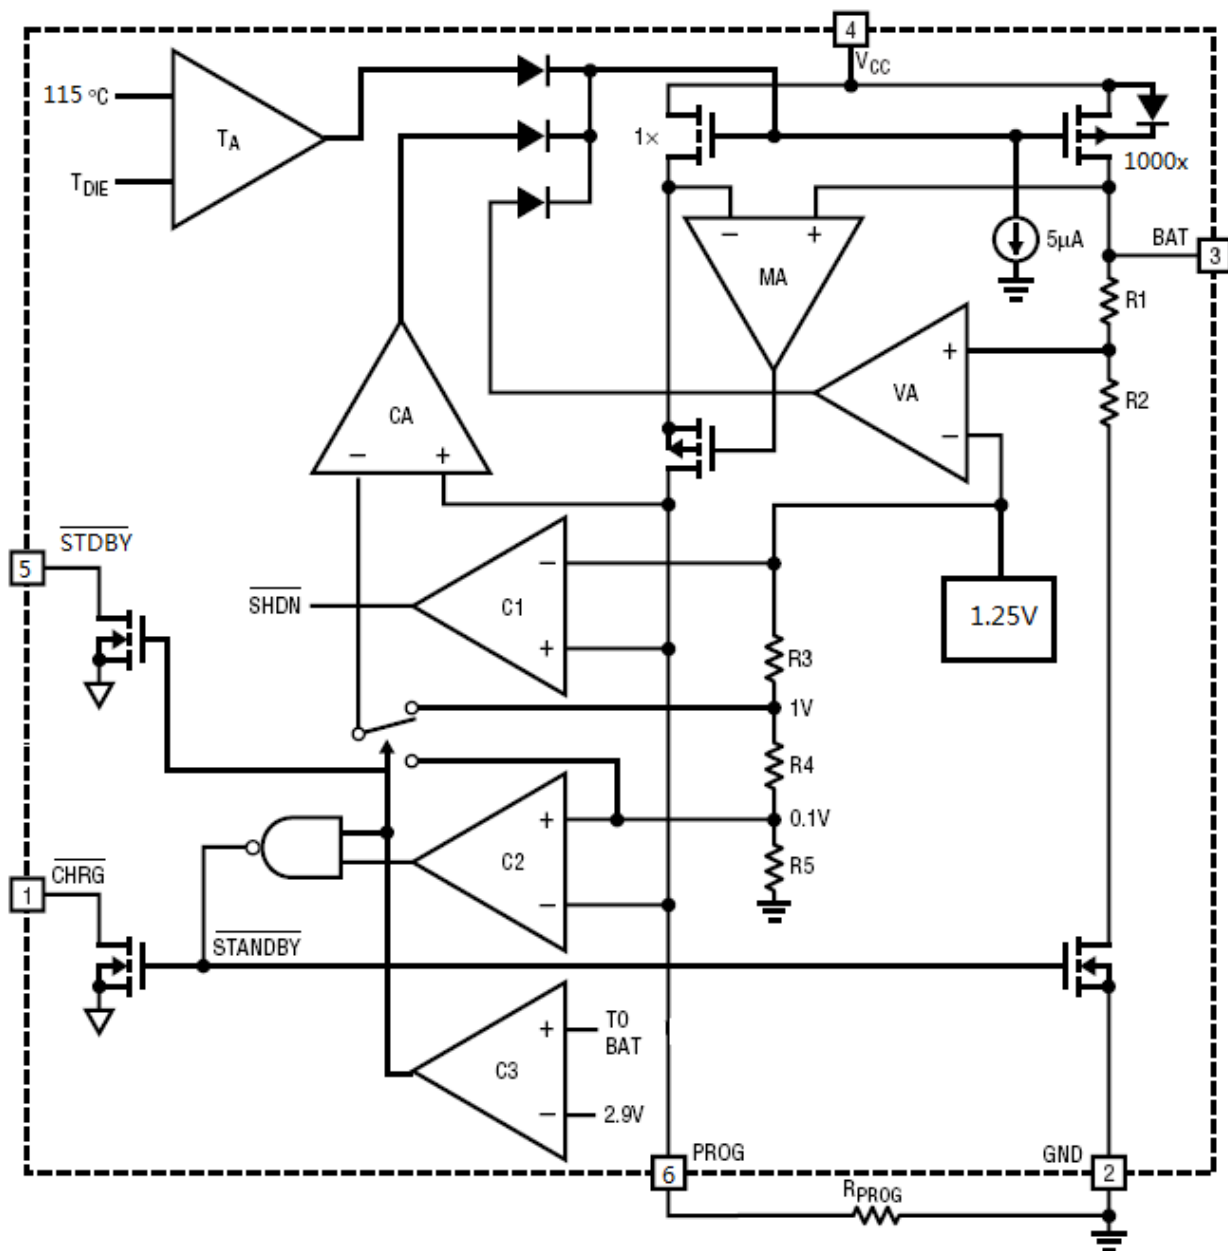 4
VCC
115 °C
TA
TDIE
1×
1000x
5μA
BAT
3
− +
MA
R1
+
VA
−
R2
CA
− +
STDBY
5
SHDN
−
C1
+
1.25V
R3
1V
R4
0.1V
R5
+
C2
−
CHRG
1
STANDBY
+
TO
BAT
C3
−
2.9V
PROG
6
GND
2
RPROG